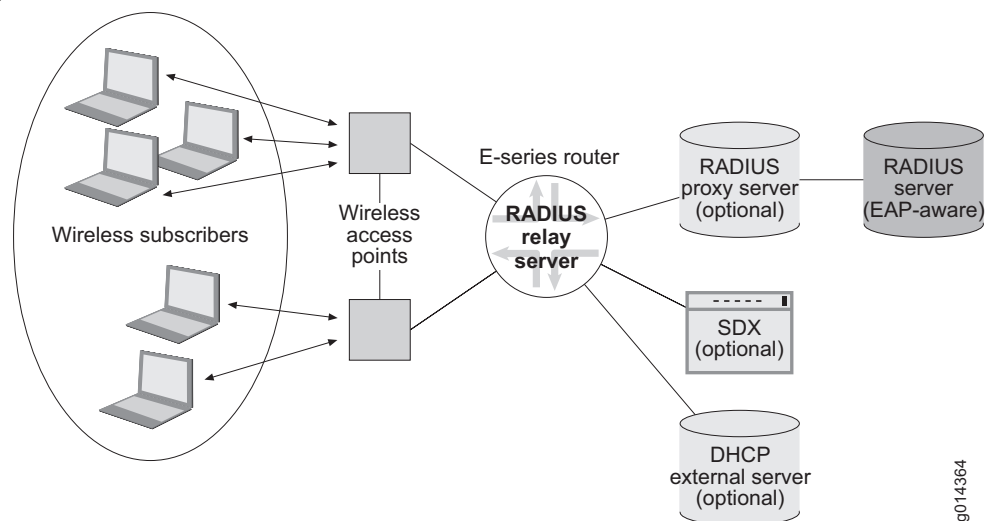 Wireless subscribers
Wireless
access
points
E-series router
RADIUS
relay
server
RADIUS
proxy server
(optional)
RADIUS
server
(EAP-aware)
SDX
(optional)
DHCP
external server
(optional)
g014364